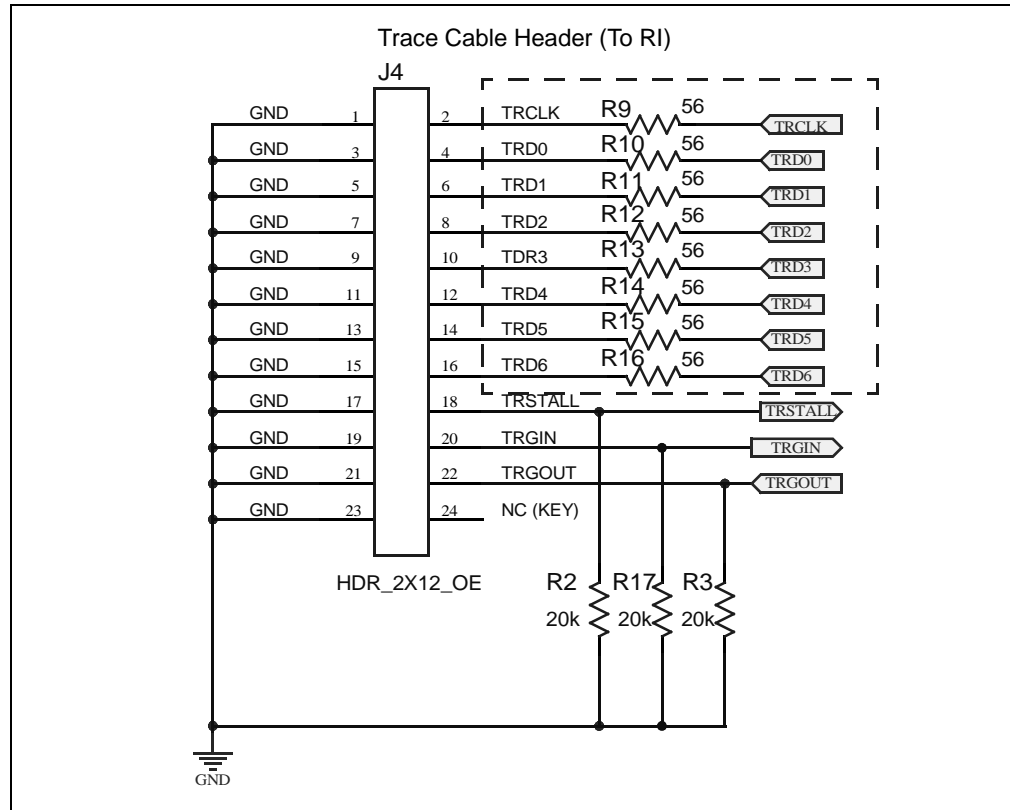 Trace Cable Header (To RI)
J4
GND 1 2 TRCLK R9 56 TRCLK
GND 3 4 TRD0 R10 56 TRD0
GND 5 6 TRD1 R11 56 TRD1
GND 7 8 TRD2 R12 56 TRD2
GND 9 10 TDR3 R13 56 TRD3
GND 11 12 TRD4 R14 56 TRD4
GND 13 14 TRD5 R15 56 TRD5
GND 15 16 TRD6 R16 56 TRD6
GND 17 18 TRSTALL TRSTALL
GND 19 20 TRGIN TRGIN
GND 21 22 TRGOUT TRGOUT
GND 23 24 NC (KEY)
HDR_2X12_OE R2 R17 R3
20k 20k 20k
GND